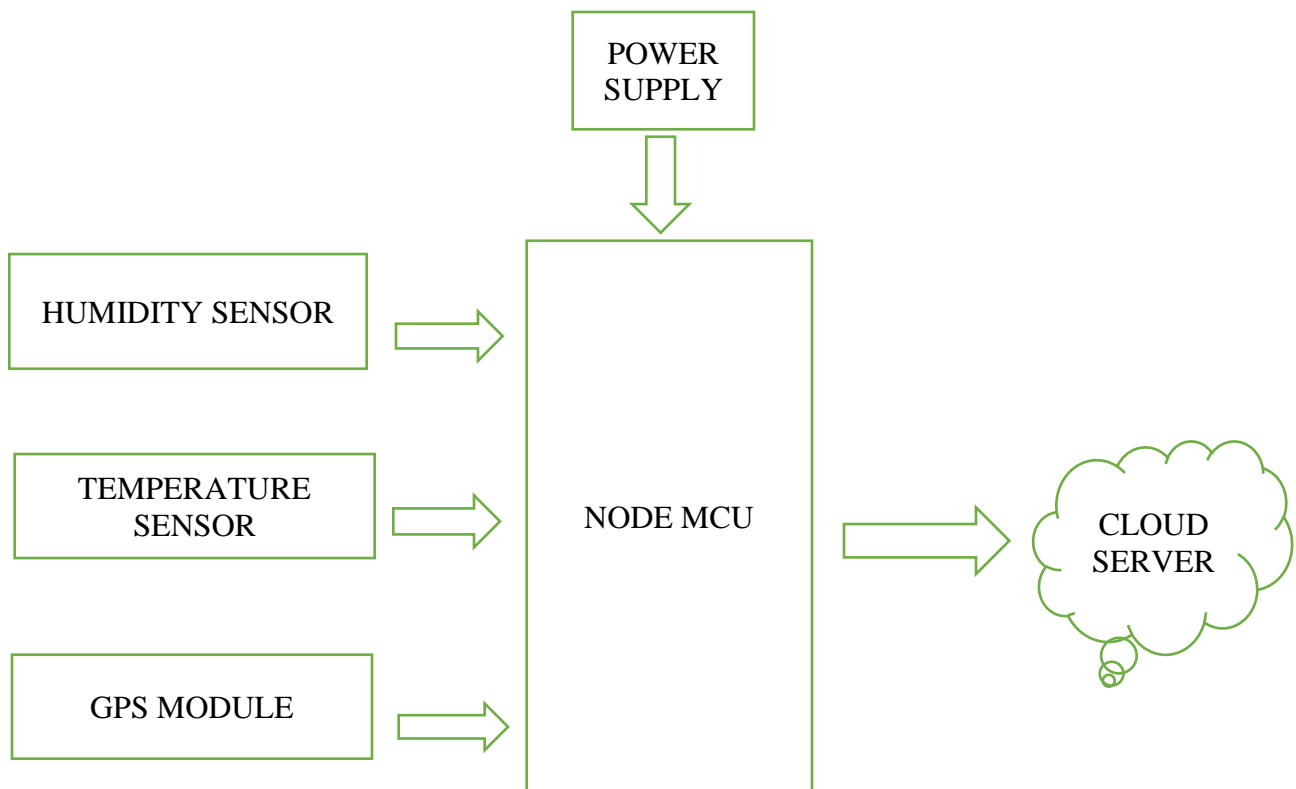 POWER
SUPPLY
HUMIDITY SENSOR
TEMPERATURE
SENSOR
NODE MCU
CLOUD
SERVER
GPS MODULE